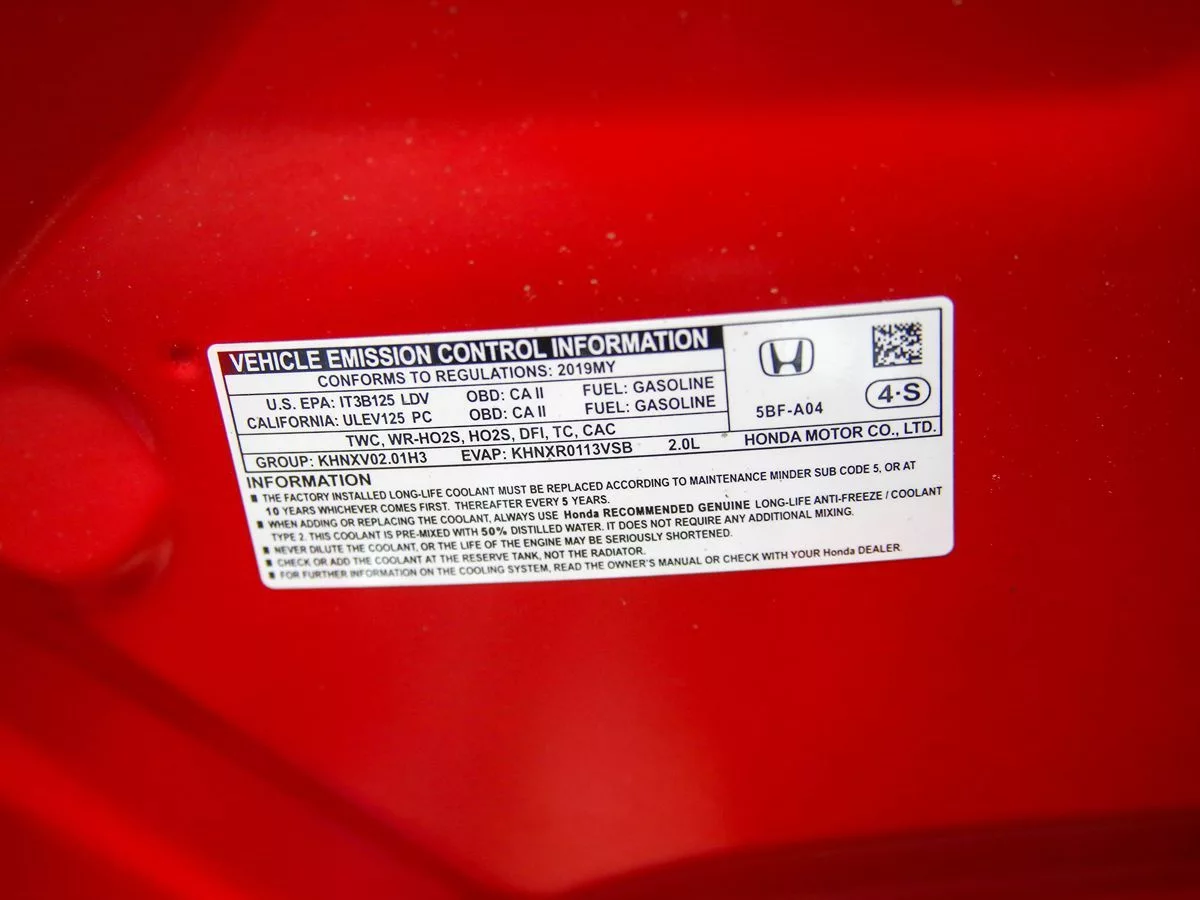 VEHICLE EMISSION CONTROL INFORMATION
CONFORMS TO REGULATIONS: 2019MY
U.S. EPA: IT3B125 LDV OBD: CA II FUEL: GASOLINE
CALIFORNIA: ULEV125 PC OBD: CA II FUEL: GASOLINE
TWC, WR-HO2S, HO2S, DFI, TC, CAC
GROUP: KHNXV02.01H3 EVAP: KHNXR0113VSB 2.0L
5BF-A04
4·S
HONDA MOTOR CO., LTD.
INFORMATION
■ THE FACTORY INSTALLED LONG-LIFE COOLANT MUST BE REPLACED ACCORDING TO MAINTENANCE MINDER SUB CODE 5, OR AT
10 YEARS WHICHEVER COMES FIRST. THEREAFTER EVERY 5 YEARS.
■ WHEN ADDING OR REPLACING THE COOLANT, ALWAYS USE Honda RECOMMENDED GENUINE LONG-LIFE ANTI-FREEZE / COOLANT
TYPE 2. THIS COOLANT IS PRE-MIXED WITH 50% DISTILLED WATER. IT DOES NOT REQUIRE ANY ADDITIONAL MIXING.
■ NEVER DILUTE THE COOLANT, OR THE LIFE OF THE ENGINE MAY BE SERIOUSLY SHORTENED.
■ CHECK OR ADD THE COOLANT AT THE RESERVE TANK, NOT THE RADIATOR.
■ FOR FURTHER INFORMATION ON THE COOLING SYSTEM, READ THE OWNER'S MANUAL OR CHECK WITH YOUR Honda DEALER.